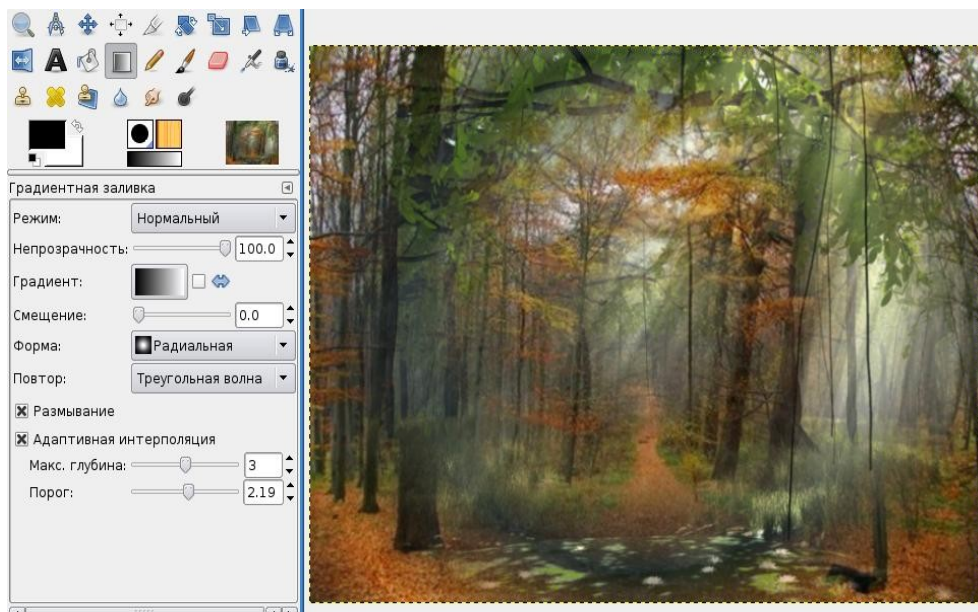 Градиентная заливка
Режим: Нормальный
Непрозрачность: 100.0
Градиент:
Смещение: 0.0
Форма: Радиальная
Повтор: Треугольная волна
Размывание
Адаптивная интерполяция
Макс. глубина: 3
Порог: 2.19